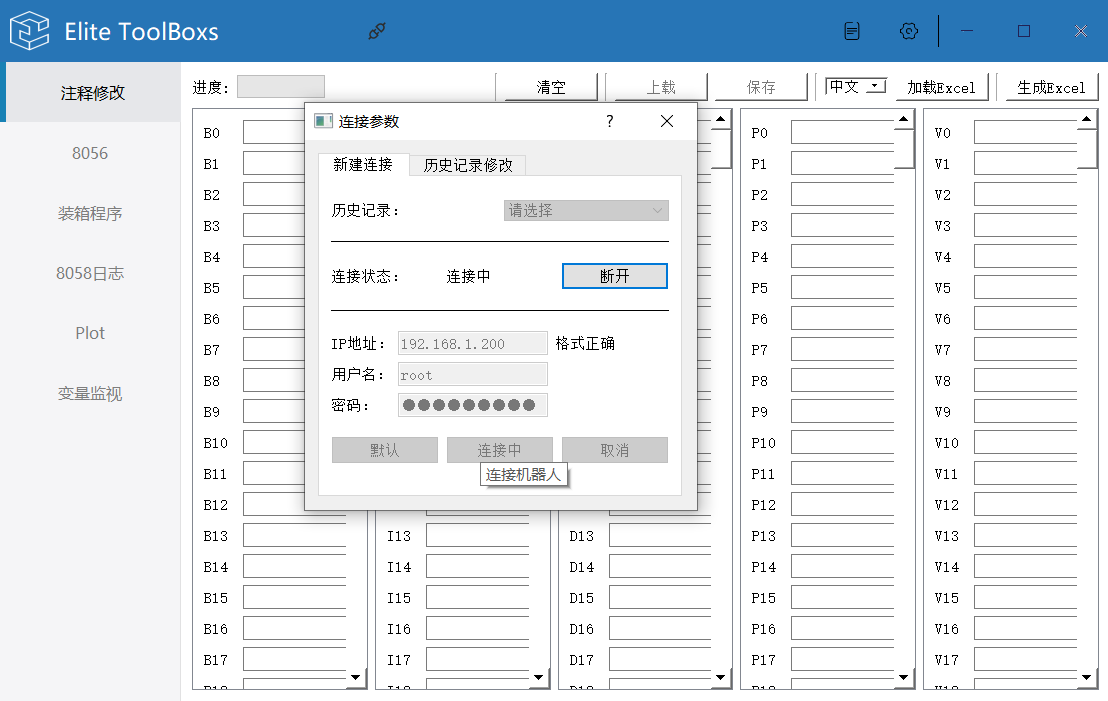 Elite ToolBoxs
注释修改
8056
装箱程序
8058日志
Plot
变量监视
进度: 清空 上载 保存 中文 加载Excel 生成Excel
连接参数 ?
新建连接 历史记录修改
历史记录: 请选择
连接状态: 连接中 断开
IP地址: 192.168.1.200 格式正确
用户名: root
密码: ●●●●●●●●●
默认 连接中 取消
连接机器人
B0 P0 V0
B1 P1 V1
B2 P2 V2
B3 P3 V3
B4 P4 V4
B5 P5 V5
B6 P6 V6
B7 P7 V7
B8 P8 V8
B9 P9 V9
B10 P10 V10
B11 P11 V11
B12 P12 V12
B13 I13 D13 P13 V13
B14 I14 D14 P14 V14
B15 I15 D15 P15 V15
B16 I16 D16 P16 V16
B17 I17 D17 P17 V17
B18 I18 D18 P18 V18